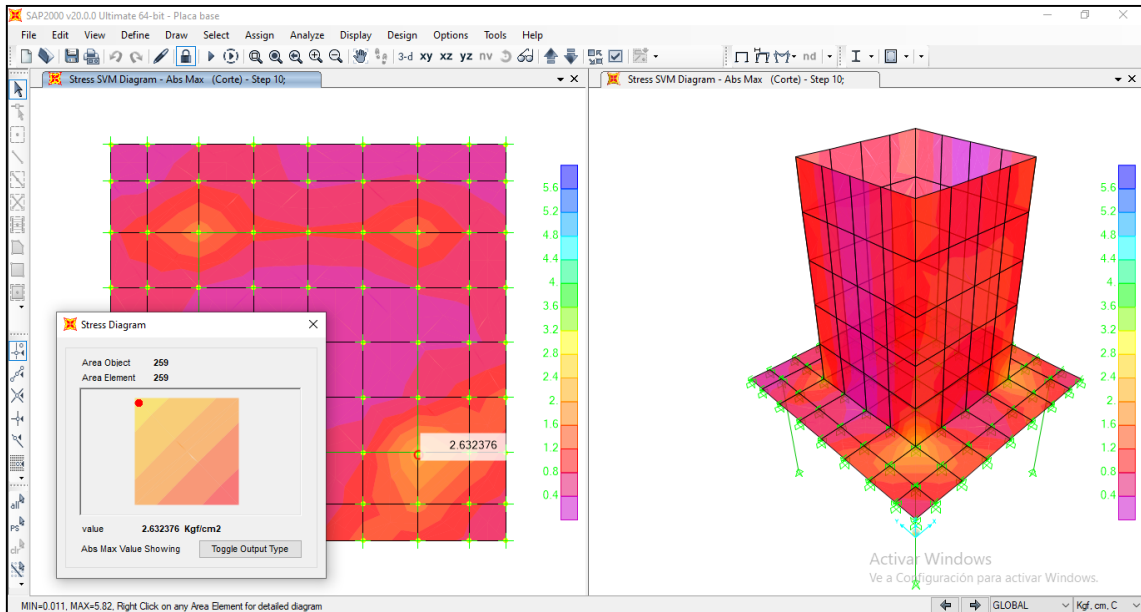 SAP2000 v20.0.0 Ultimate 64-bit - Placa base
File Edit View Define Draw Select Assign Analyze Display Design Options Tools Help
3-d xy xz yz nv
nd
Stress SVM Diagram - Abs Max (Corte) - Step 10;
Stress SVM Diagram - Abs Max (Corte) - Step 10;
5.6
5.2
4.8
4.4
4.
3.6
3.2
2.8
2.4
2.
1.6
1.2
0.8
0.4
2.632376
Stress Diagram
Area Object 259
Area Element 259
value 2.632376 Kgf/cm2
Abs Max Value Showing Toggle Output Type
5.6
5.2
4.8
4.4
4.
3.6
3.2
2.8
2.4
2.
1.6
1.2
0.8
0.4
all
PS
clr
Activar Windows
Ve a Configuración para activar Windows.
MIN=0.011, MAX=5.82, Right Click on any Area Element for detailed diagram
GLOBAL
Kgf, cm, C